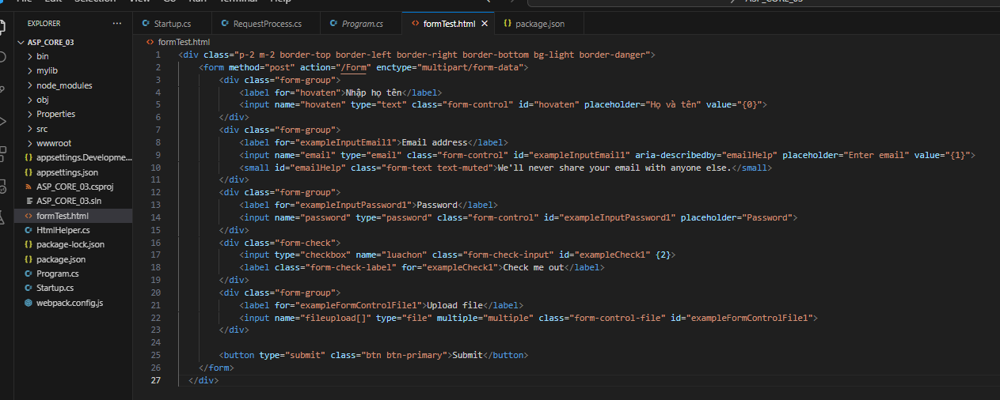 File Edit Selection View Go Run Terminal Help
ASP_CORE_03
EXPLORER ...
Startup.cs RequestProcess.cs Program.cs formTest.html package.json
ASP_CORE_03
bin
mylib
node_modules
obj
Properties
src
wwwroot
appsettings.Developme...
appsettings.json
ASP_CORE_03.csproj
ASP_CORE_03.sln
formTest.html
HtmlHelper.cs
package-lock.json
package.json
Program.cs
Startup.cs
webpack.config.js
formTest.html
1 <div class="p-2 m-2 border-top border-left border-right border-bottom bg-light border-danger">
2 <form method="post" action="/Form" enctype="multipart/form-data">
3 <div class="form-group">
4 <label for="hovaten">Nhập họ tên</label>
5 <input name="hovaten" type="text" class="form-control" id="hovaten" placeholder="Họ và tên" value="{0}">
6 </div>
7 <div class="form-group">
8 <label for="exampleInputEmail1">Email address</label>
9 <input name="email" type="email" class="form-control" id="exampleInputEmail1" aria-describedby="emailHelp" placeholder="Enter email" value="{1}">
10 <small id="emailHelp" class="form-text text-muted">We'll never share your email with anyone else.</small>
11 </div>
12 <div class="form-group">
13 <label for="exampleInputPassword1">Password</label>
14 <input name="password" type="password" class="form-control" id="exampleInputPassword1" placeholder="Password">
15 </div>
16 <div class="form-check">
17 <input type="checkbox" name="luachon" class="form-check-input" id="exampleCheck1" {2}>
18 <label class="form-check-label" for="exampleCheck1">Check me out</label>
19 </div>
20 <div class="form-group">
21 <label for="exampleFormControlFile1">Upload file</label>
22 <input name="fileupload[]" type="file" multiple="multiple" class="form-control-file" id="exampleFormControlFile1">
23 </div>
24
25 <button type="submit" class="btn btn-primary">Submit</button>
26 </form>
27 </div>